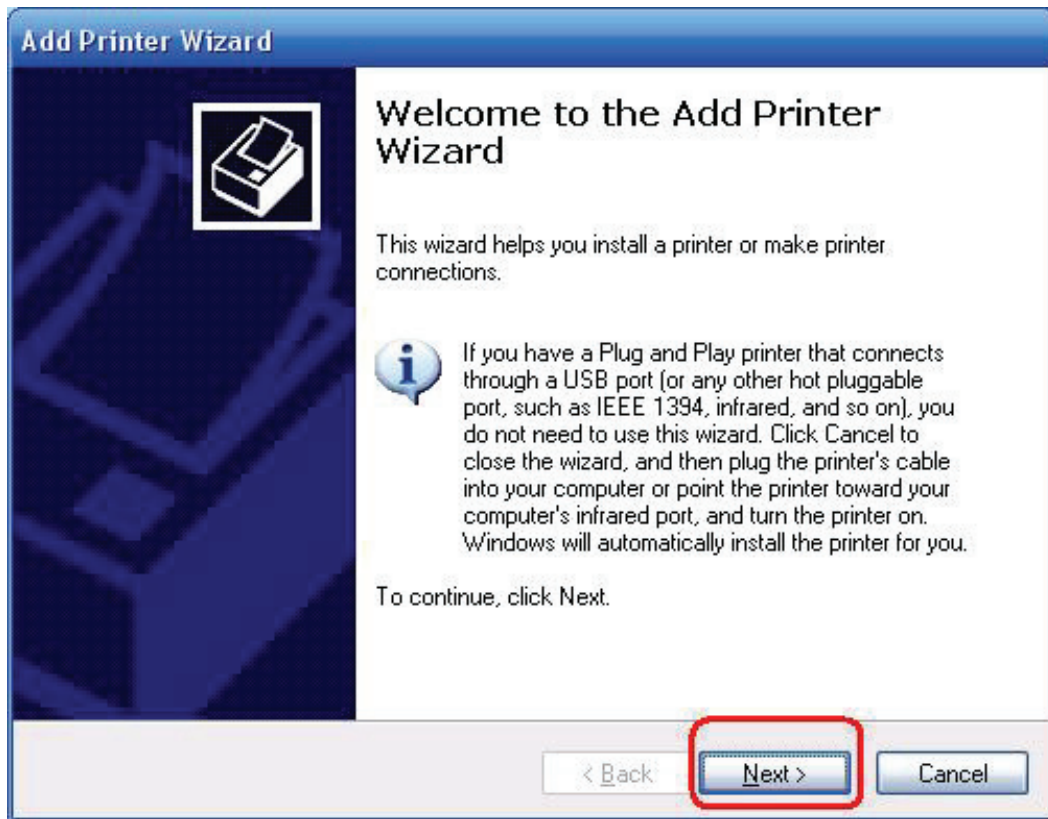 Add Printer Wizard
Welcome to the Add Printer
Wizard
This wizard helps you install a printer or make printer
connections.
If you have a Plug and Play printer that connects
through a USB port (or any other hot pluggable
port, such as IEEE 1394, infrared, and so on), you
do not need to use this wizard. Click Cancel to
close the wizard, and then plug the printer's cable
into your computer or point the printer toward your
computer's infrared port, and turn the printer on.
Windows will automatically install the printer for you.
To continue, click Next.
< Back Next > Cancel